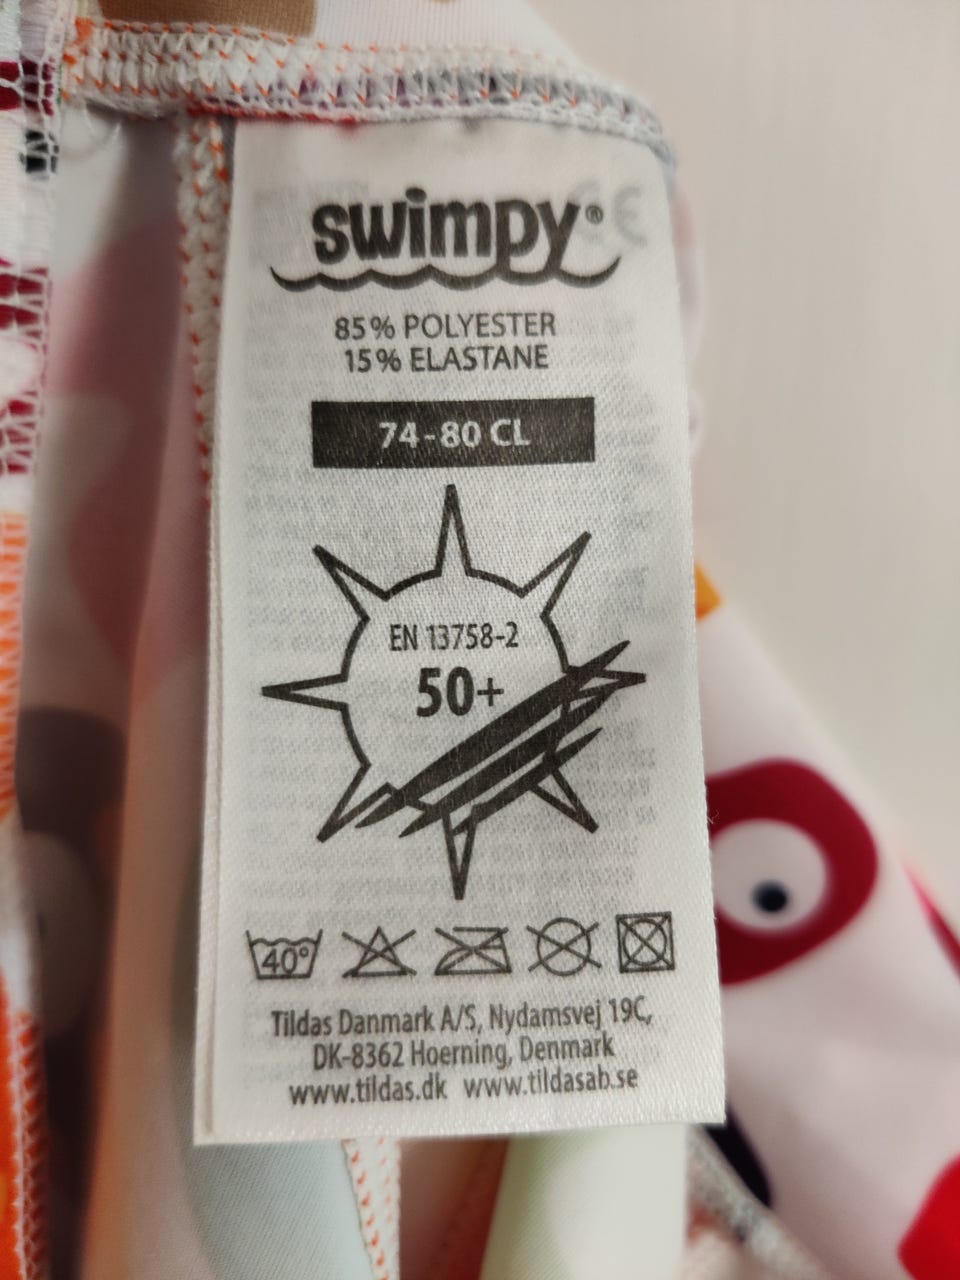 swimpy®
85% POLYESTER
15% ELASTANE
74-80 CL
EN 13758-2
50+
40°
Tildas Danmark A/S, Nydamsvej 19C,
DK-8362 Hoerning, Denmark
www.tildas.dk www.tildasab.se